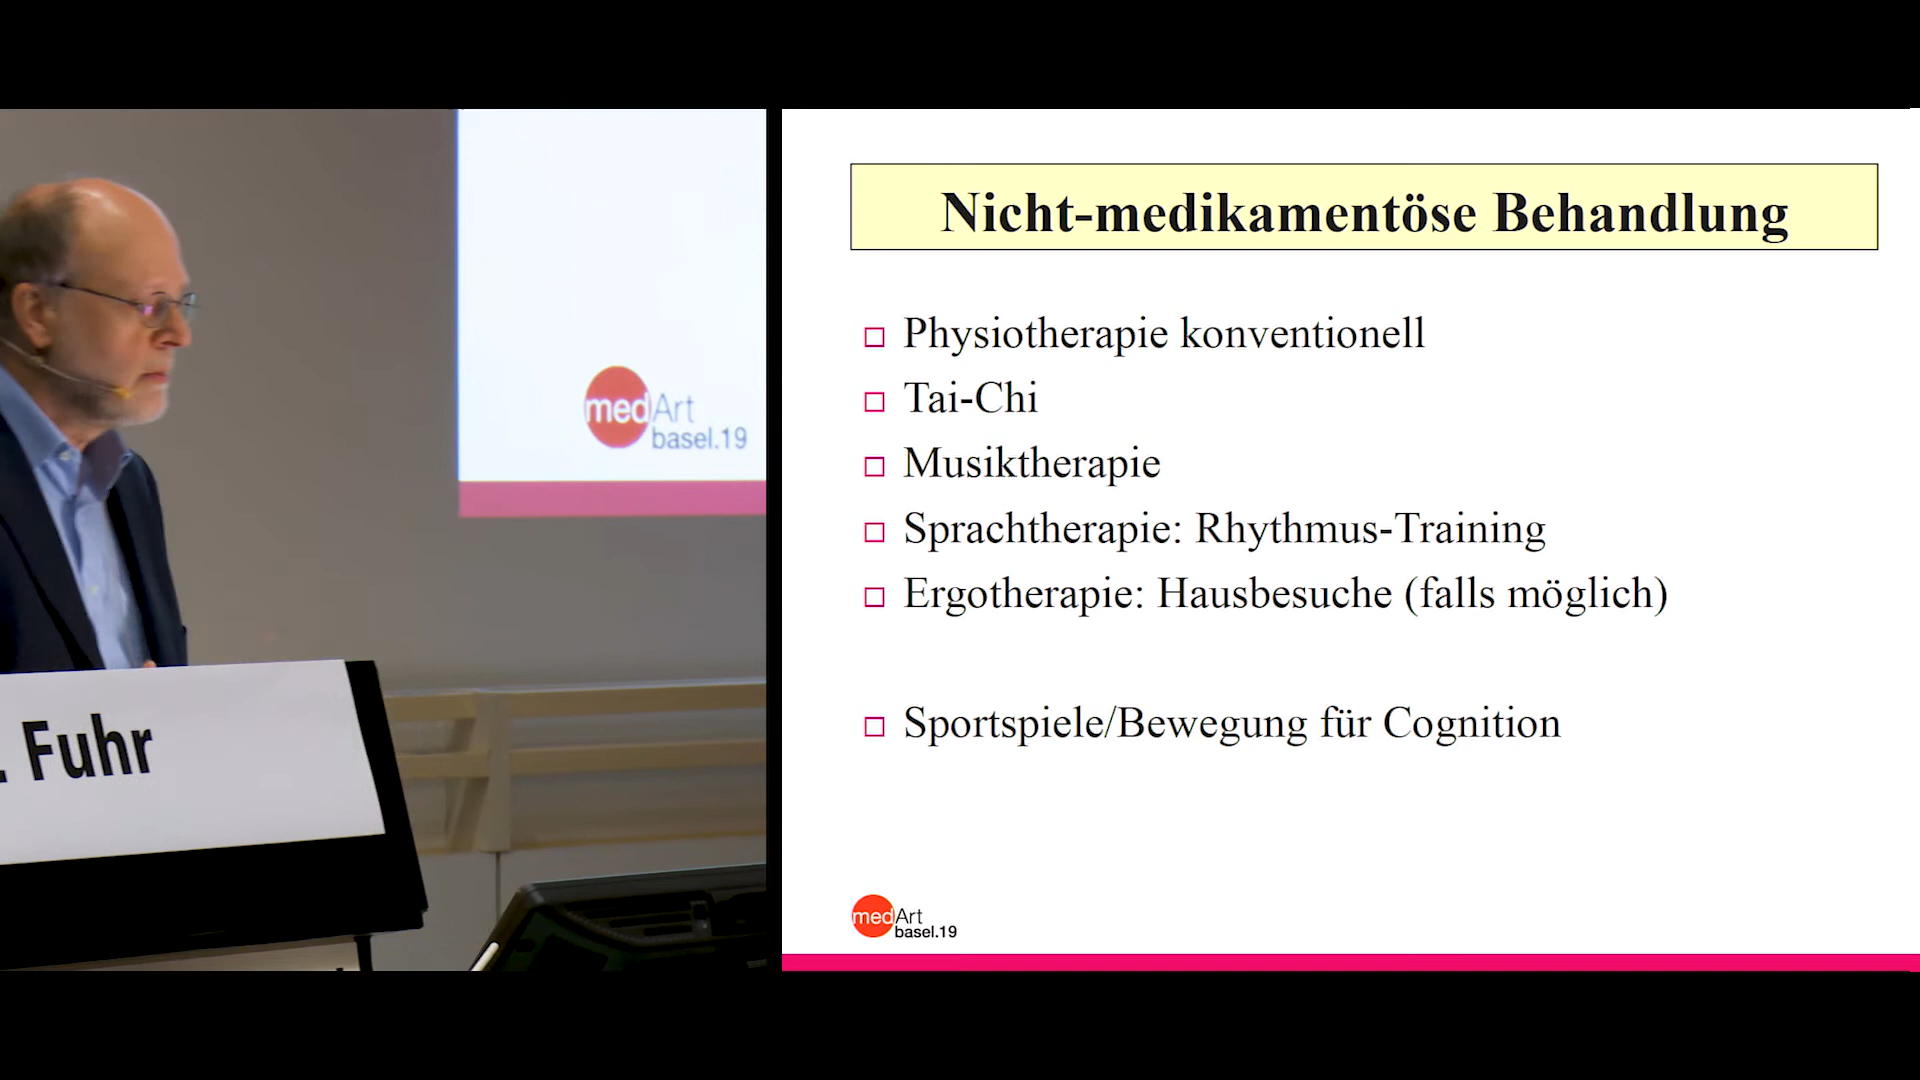 medArt
basel.19
. Fuhr
Nicht-medikamentöse Behandlung
Physiotherapie konventionell
Tai-Chi
Musiktherapie
Sprachtherapie: Rhythmus-Training
Ergotherapie: Hausbesuche (falls möglich)
Sportspiele/Bewegung für Cognition
medArt
basel.19